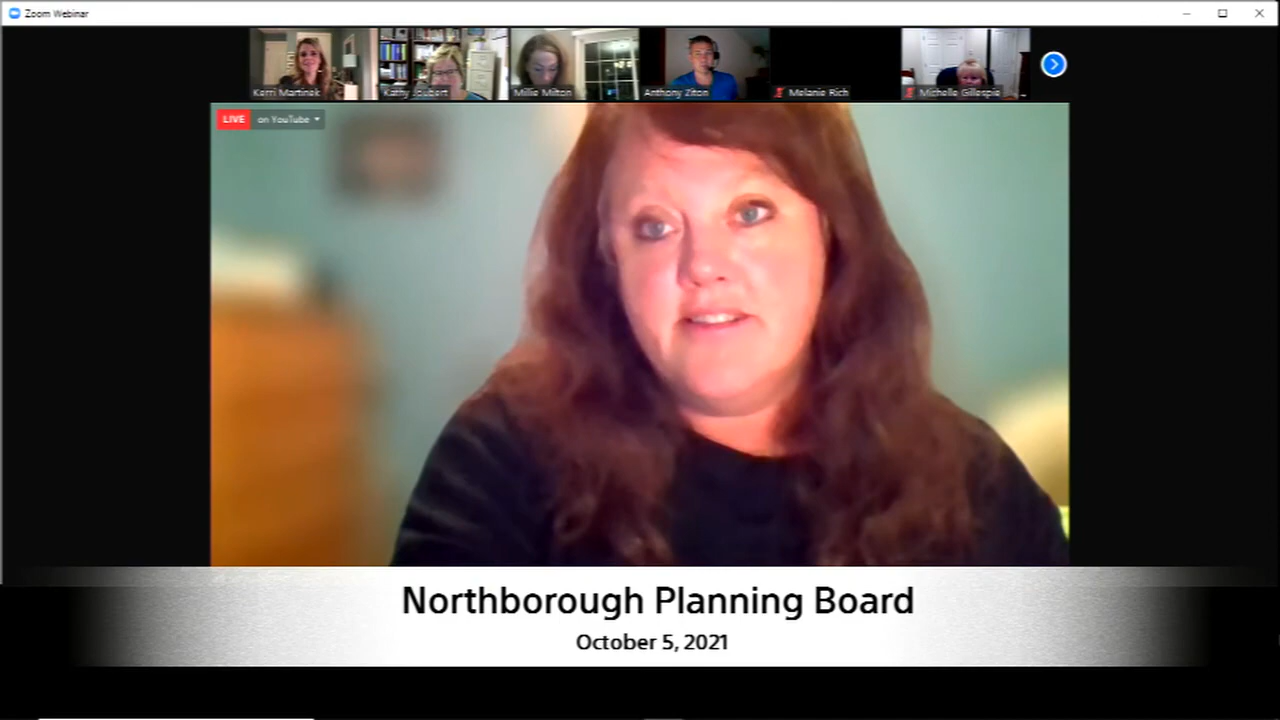 Zoom Webinar
Kerri Martinek
Kathy Joubert
Millie Milton
Anthony Ziton
Melanie Rich
Michelle Gillespie
LIVE on YouTube
Northborough Planning Board
October 5, 2021